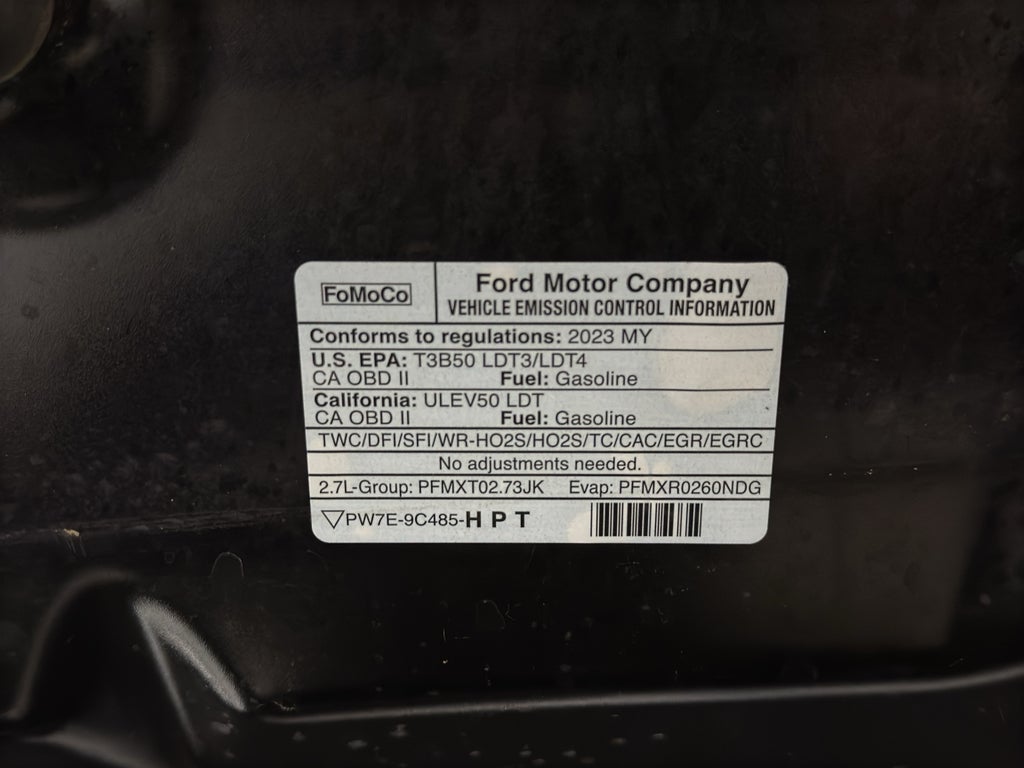 FoMoCo
Ford Motor Company
VEHICLE EMISSION CONTROL INFORMATION
Conforms to regulations: 2023 MY
U.S. EPA: T3B50 LDT3/LDT4
CA OBD II Fuel: Gasoline
California: ULEV50 LDT
CA OBD II Fuel: Gasoline
TWC/DFI/SFI/WR-HO2S/HO2S/TC/CAC/EGR/EGRC
No adjustments needed.
2.7L-Group: PFMXT02.73JK Evap: PFMXR0260NDG
▽PW7E-9C485-H P T